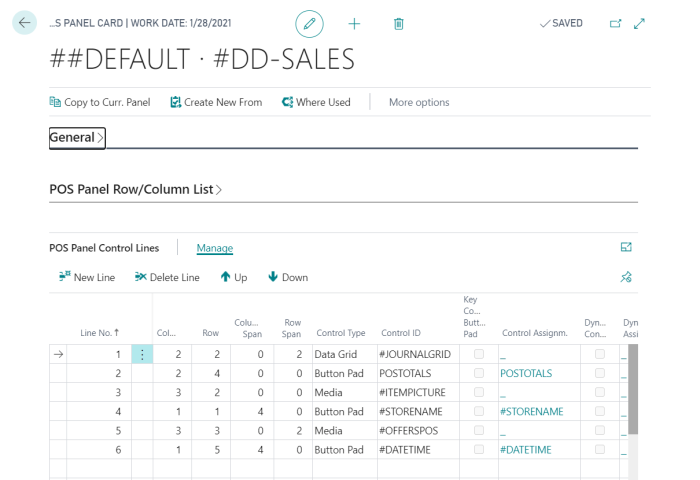 ...S PANEL CARD | WORK DATE: 1/28/2021 SAVED
##DEFAULT · #DD-SALES
Copy to Curr. Panel Create New From Where Used More options
General
POS Panel Row/Column List
POS Panel Control Lines Manage
New Line Delete Line Up Down
Line No. ↑ Col... Row Colu... Span Row Span Control Type Control ID Key Co... Butt... Pad Control Assignm. Dyn... Con... Dyn Assi
1 2 2 0 2 Data Grid #JOURNALGRID _ _
2 2 4 0 0 Button Pad POSTOTALS POSTOTALS _
3 3 2 0 0 Media #ITEMPICTURE _ _
4 1 1 4 0 Button Pad #STORENAME #STORENAME _
5 3 3 0 2 Media #OFFERSPOS _ _
6 1 5 4 0 Button Pad #DATETIME #DATETIME _